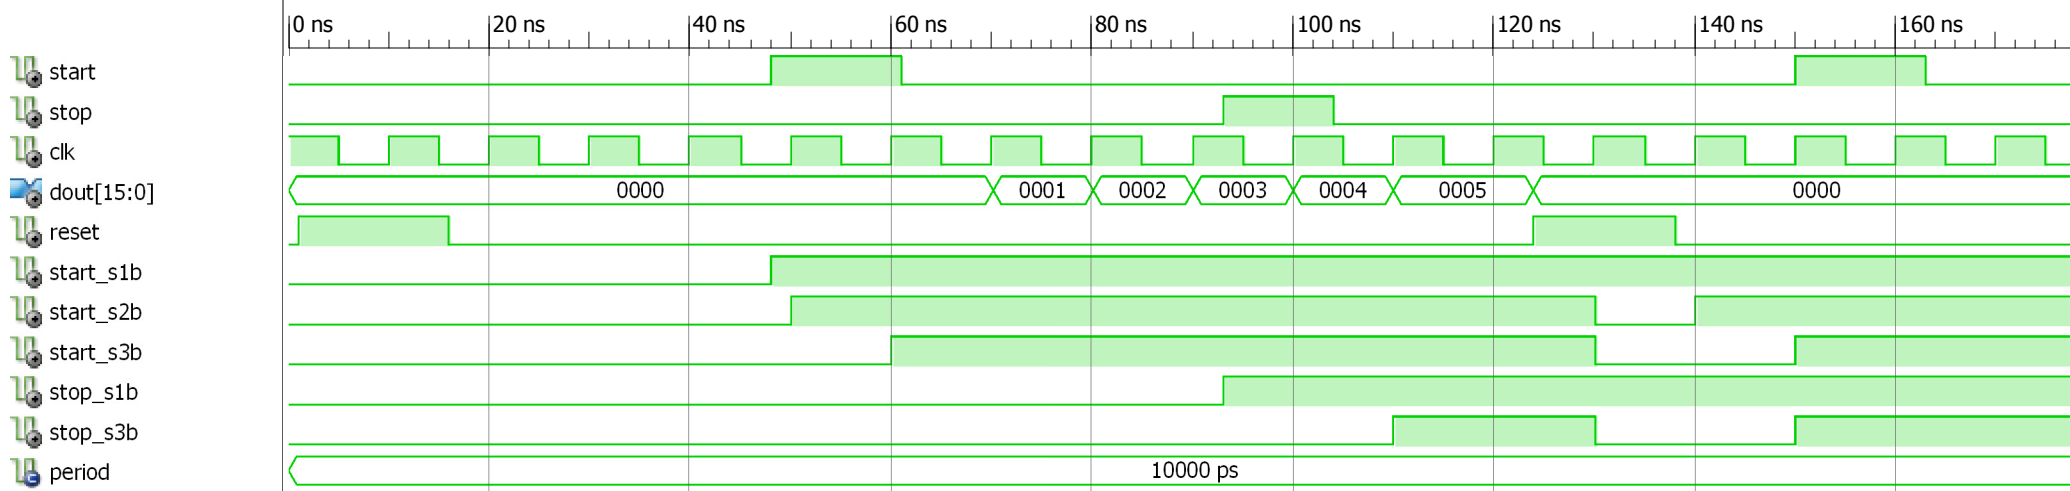 0 ns 20 ns 40 ns 60 ns 80 ns 100 ns 120 ns 140 ns 160 ns
start
stop
clk
dout[15:0] 0000 0001 0002 0003 0004 0005 0000
reset
start_s1b
start_s2b
start_s3b
stop_s1b
stop_s3b
period 10000 ps